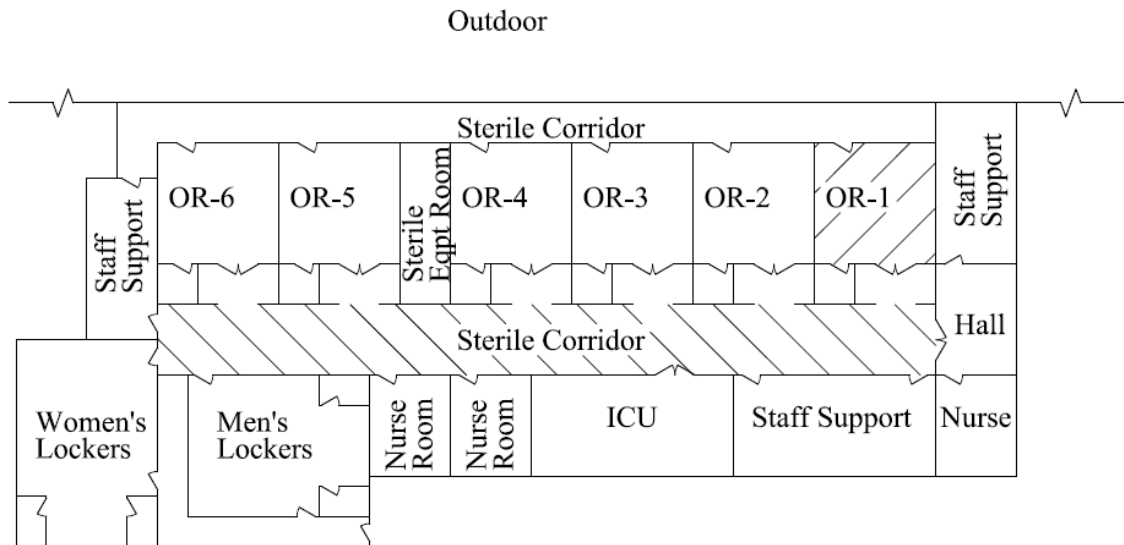 Outdoor
Sterile Corridor
OR-6
OR-5
Sterile
Eqpt Room
OR-4
OR-3
OR-2
OR-1
Staff
Support
Staff
Support
Sterile Corridor
Hall
Women's
Lockers
Men's
Lockers
Nurse
Room
Nurse
Room
ICU
Staff Support
Nurse